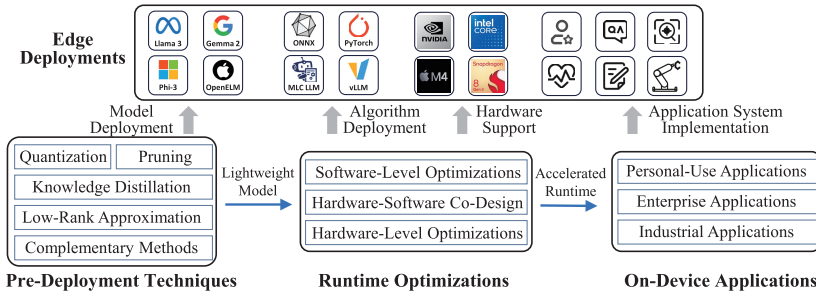 Edge
Deployments
Llama 3
Gemma 2
ONNX
PyTorch
NVIDIA
intel
CORE
QA
Phi-3
OpenELM
MLC LLM
vLLM
M4
Snapdragon
8
Model
Deployment
Algorithm
Deployment
Hardware
Support
Application System
Implementation
Quantization
Pruning
Knowledge Distillation
Low-Rank Approximation
Complementary Methods
Lightweight
Model
Software-Level Optimizations
Hardware-Software Co-Design
Hardware-Level Optimizations
Accelerated
Runtime
Personal-Use Applications
Enterprise Applications
Industrial Applications
Pre-Deployment Techniques
Runtime Optimizations
On-Device Applications